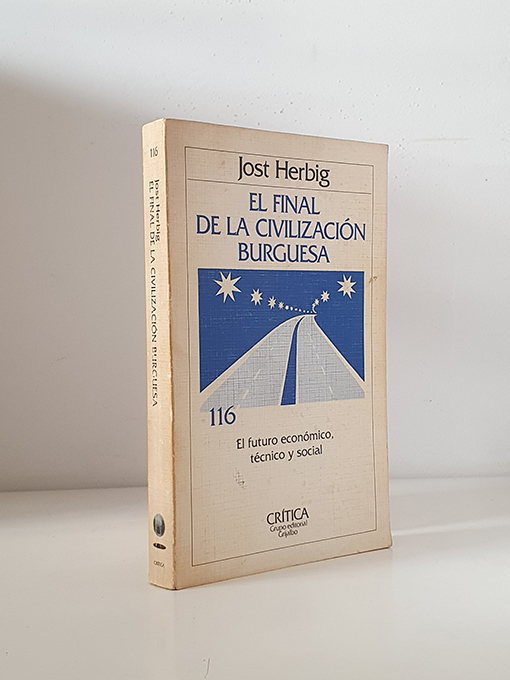 116
Jost Herbig
EL FINAL DE LA CIVILIZACIÓN BURGUESA
CRÍTICA
Jost Herbig
EL FINAL
DE LA CIVILIZACIÓN
BURGUESA
116
El futuro económico,
técnico y social
CRÍTICA
Grupo editorial
Grijalbo